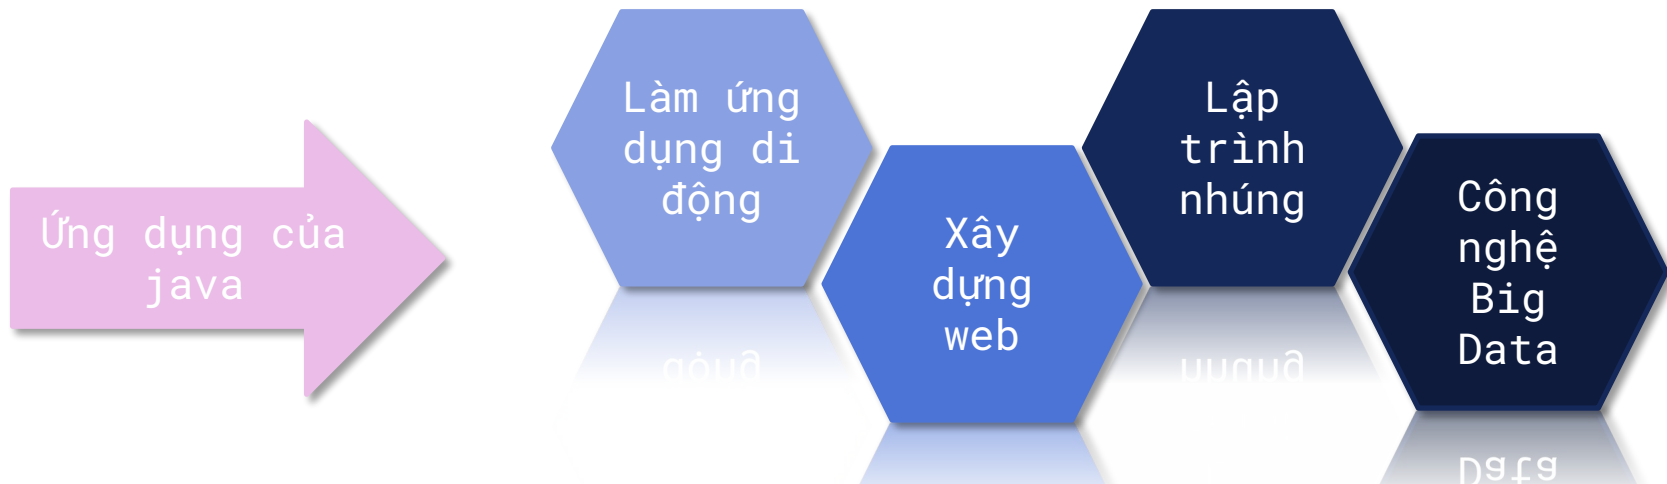 Ứng dụng của
java
Làm ứng
dụng di
động
Xây
dựng
web
Lập
trình
nhúng
Công
nghệ
Big
Data